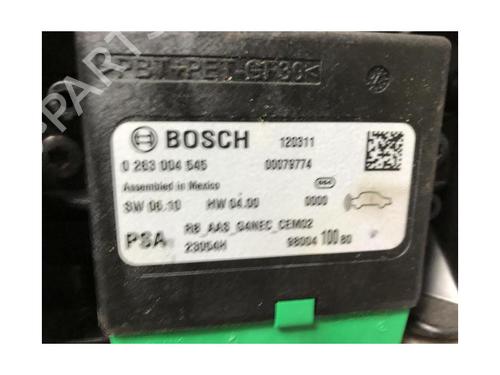 >PBT+PET-GF30<
BOSCH 120311
0 263 004 545 00079774
Assembled in Mexico
SW 06.10 HW 04.00 0000
PSA RB_AAS_G4NEC_CEM02
23054H 98004 100 80